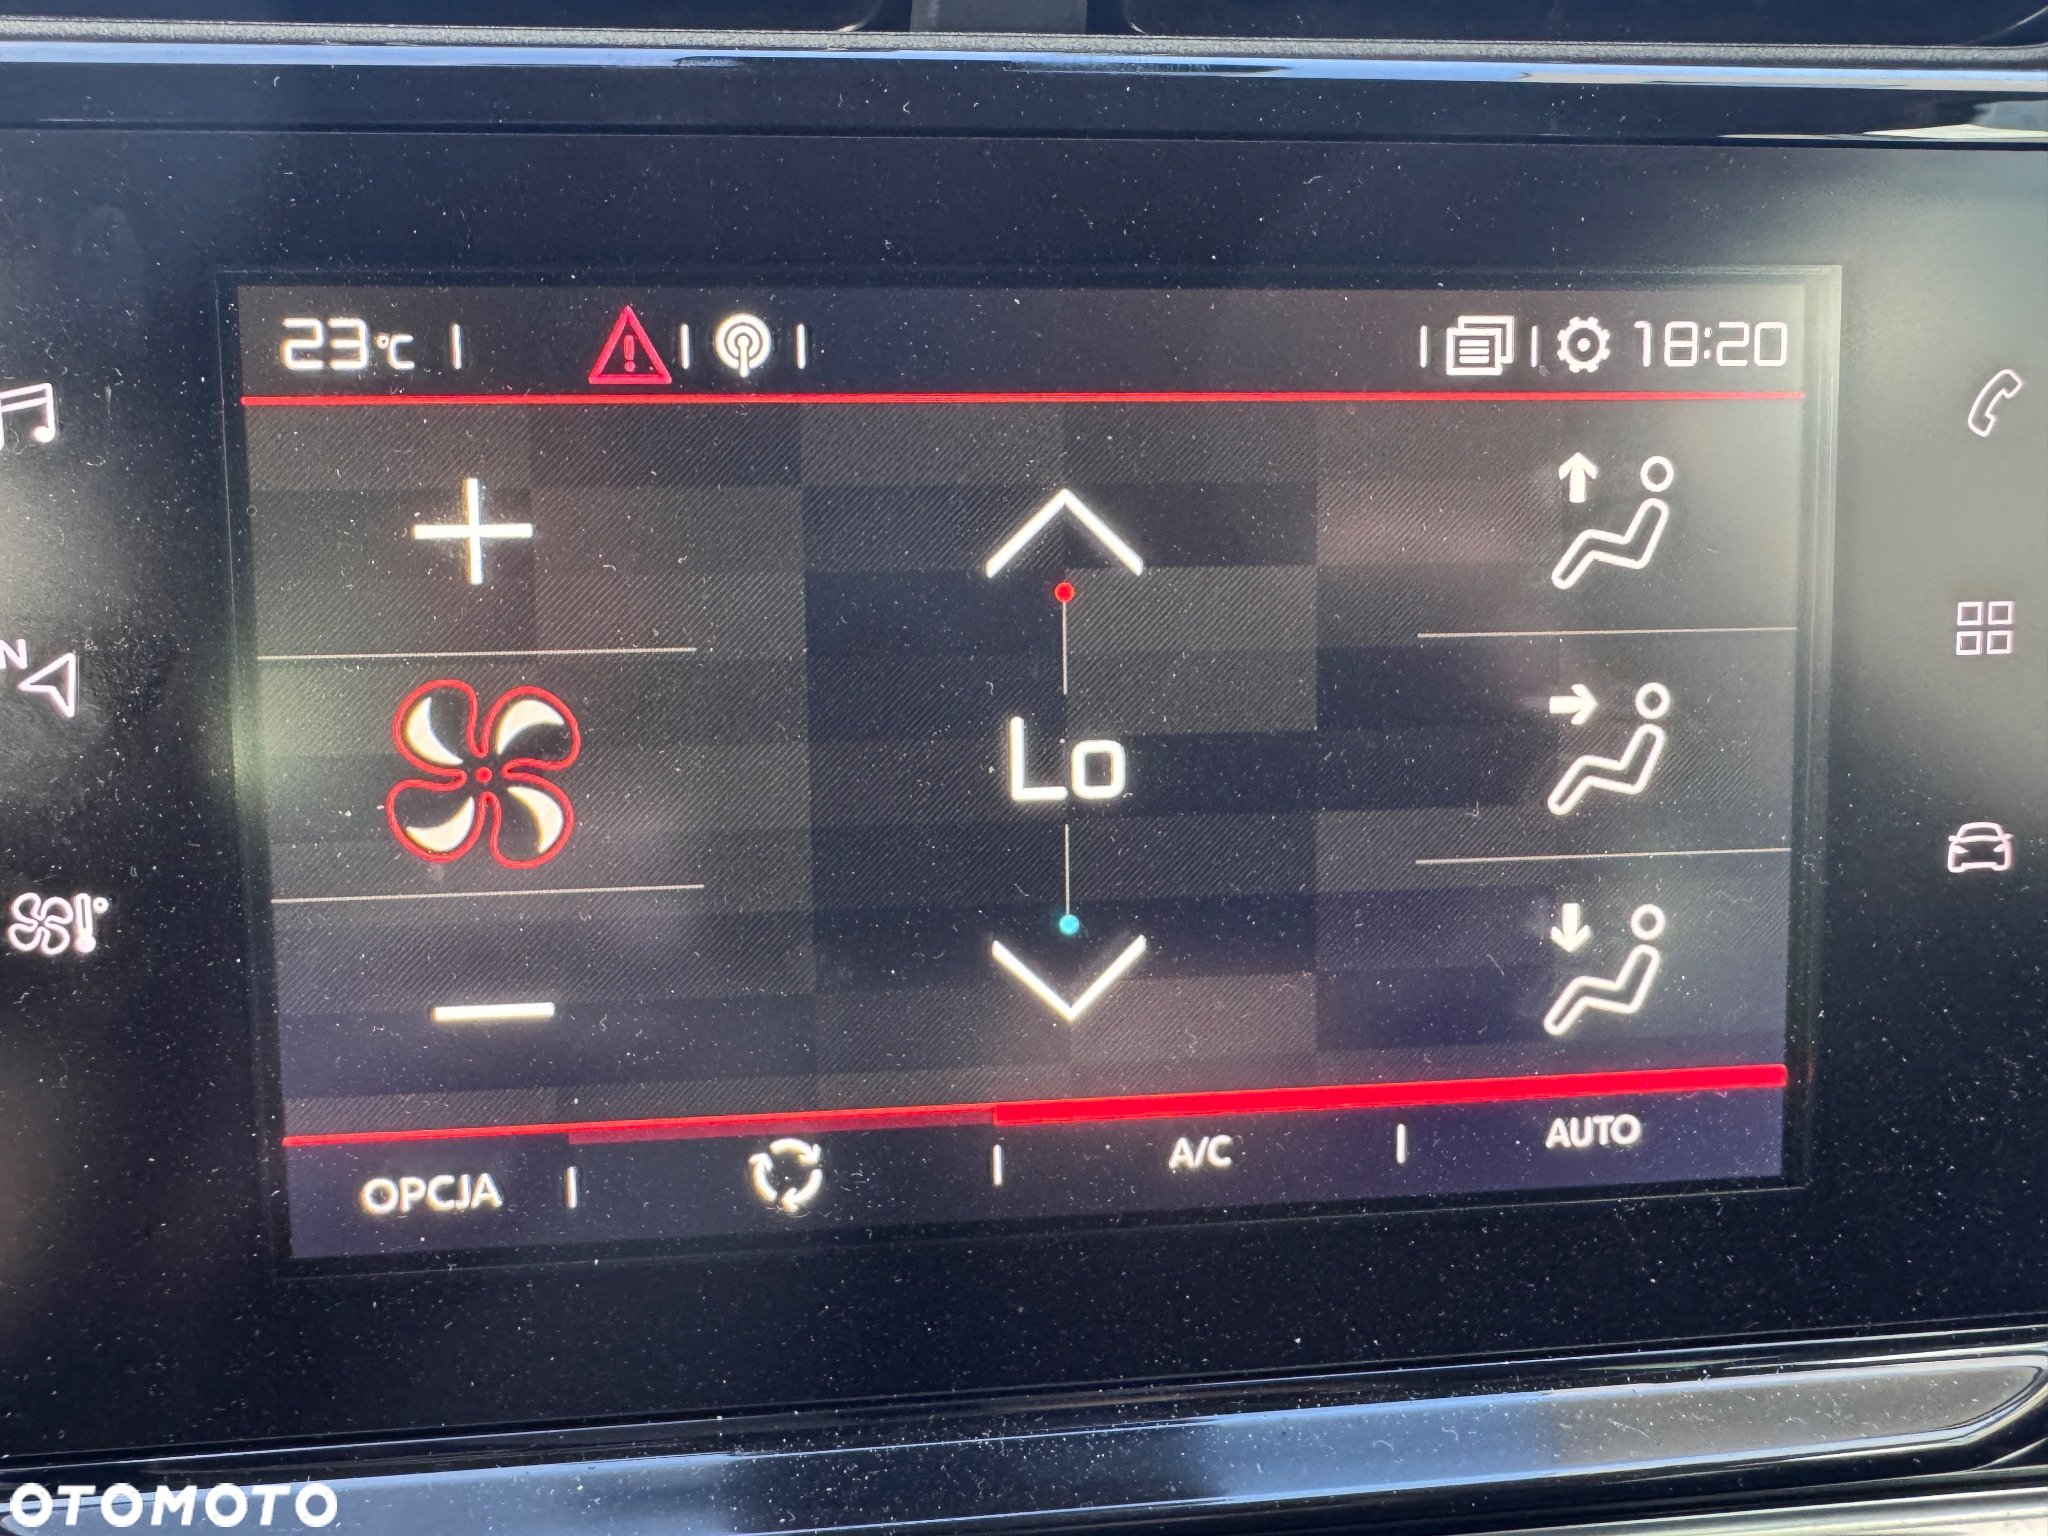 23°C
18:20
N
Lo
OPCJA
A/C
AUTO
OTOMOTO